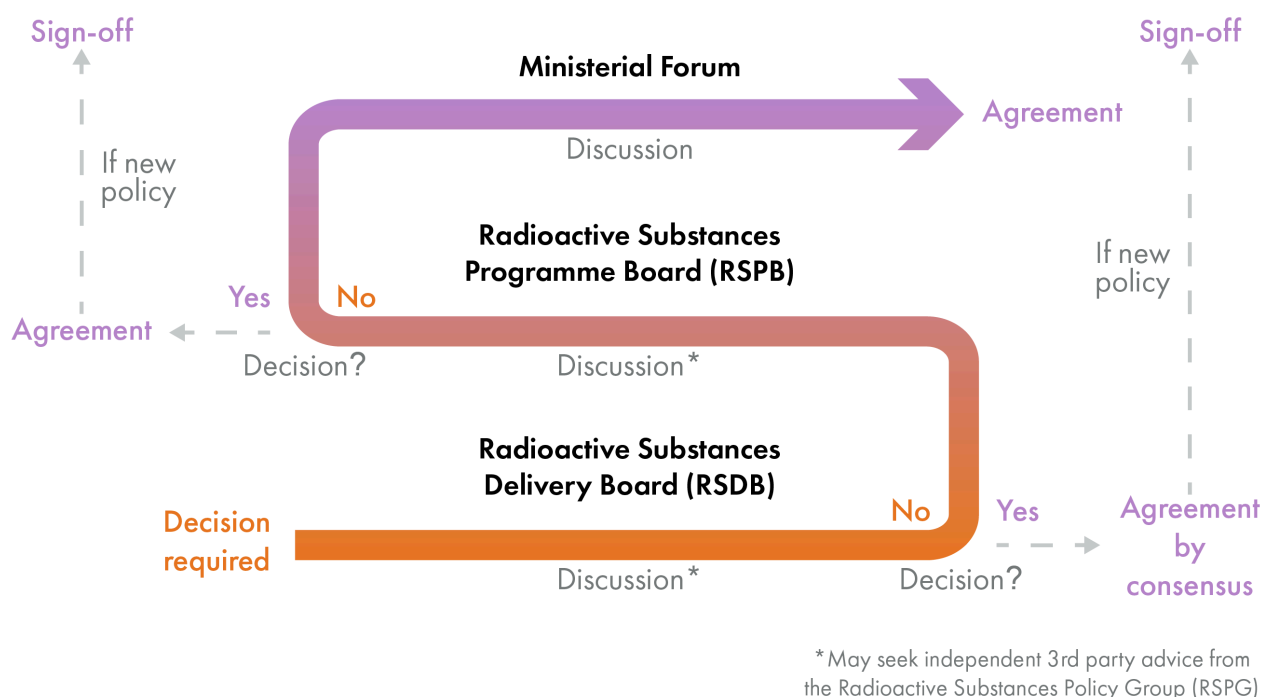 Sign-off
Sign-off
Ministerial Forum
Agreement
Discussion
If new
policy
Radioactive Substances
Programme Board (RSPB)
If new
policy
Yes
No
Agreement
Decision?
Discussion*
Radioactive Substances
Delivery Board (RSDB)
Decision
required
No
Yes
Agreement
by
consensus
Discussion*
Decision?
*May seek independent 3rd party advice from
the Radioactive Substances Policy Group (RSPG)